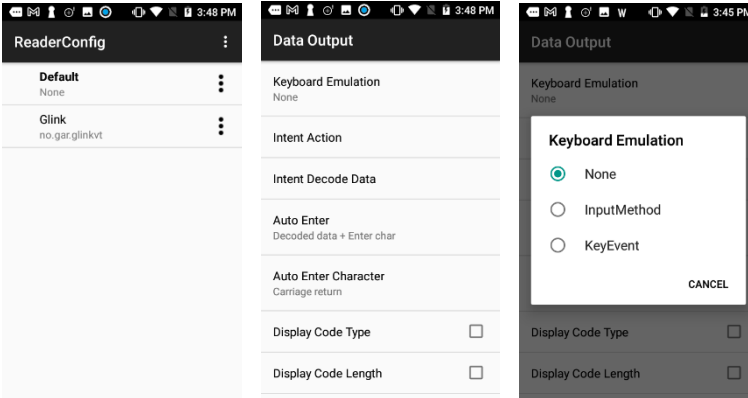 3:48 PM
ReaderConfig
Default
None
Glink
no.gar.glinkvt
3:48 PM
Data Output
Keyboard Emulation
None
Intent Action
Intent Decode Data
Auto Enter
Decoded data + Enter char
Auto Enter Character
Carriage return
Display Code Type
Display Code Length
W 3:45 PM
Data Output
Keyboard Emulation
None
Keyboard Emulation
None
InputMethod
KeyEvent
CANCEL
Display Code Type
Display Code Length